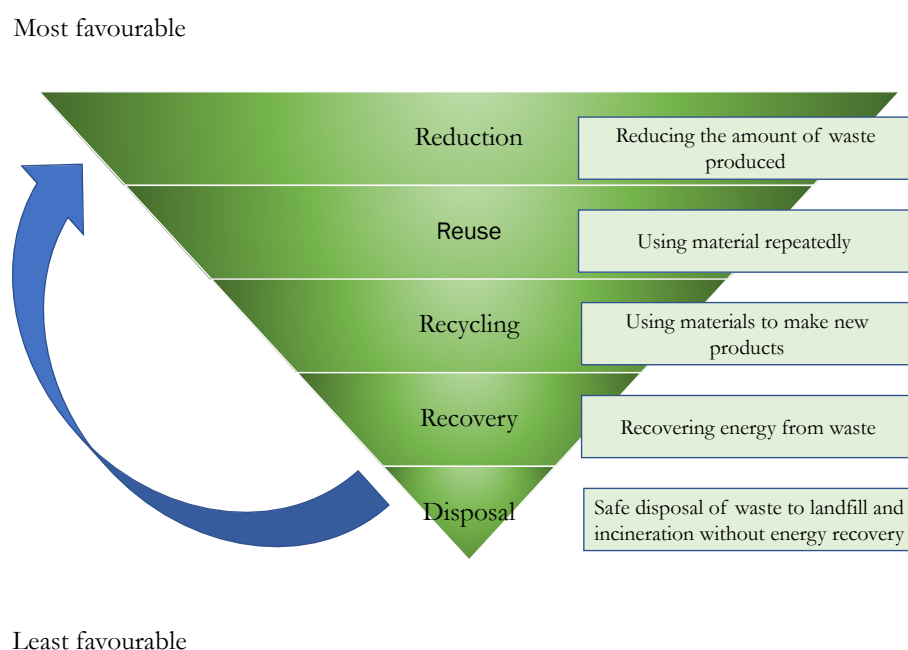 Most favourable
Reduction
Reducing the amount of waste
produced
Reuse
Using material repeatedly
Recycling
Using materials to make new
products
Recovery
Recovering energy from waste
Disposal
Safe disposal of waste to landfill and
incineration without energy recovery
Least favourable